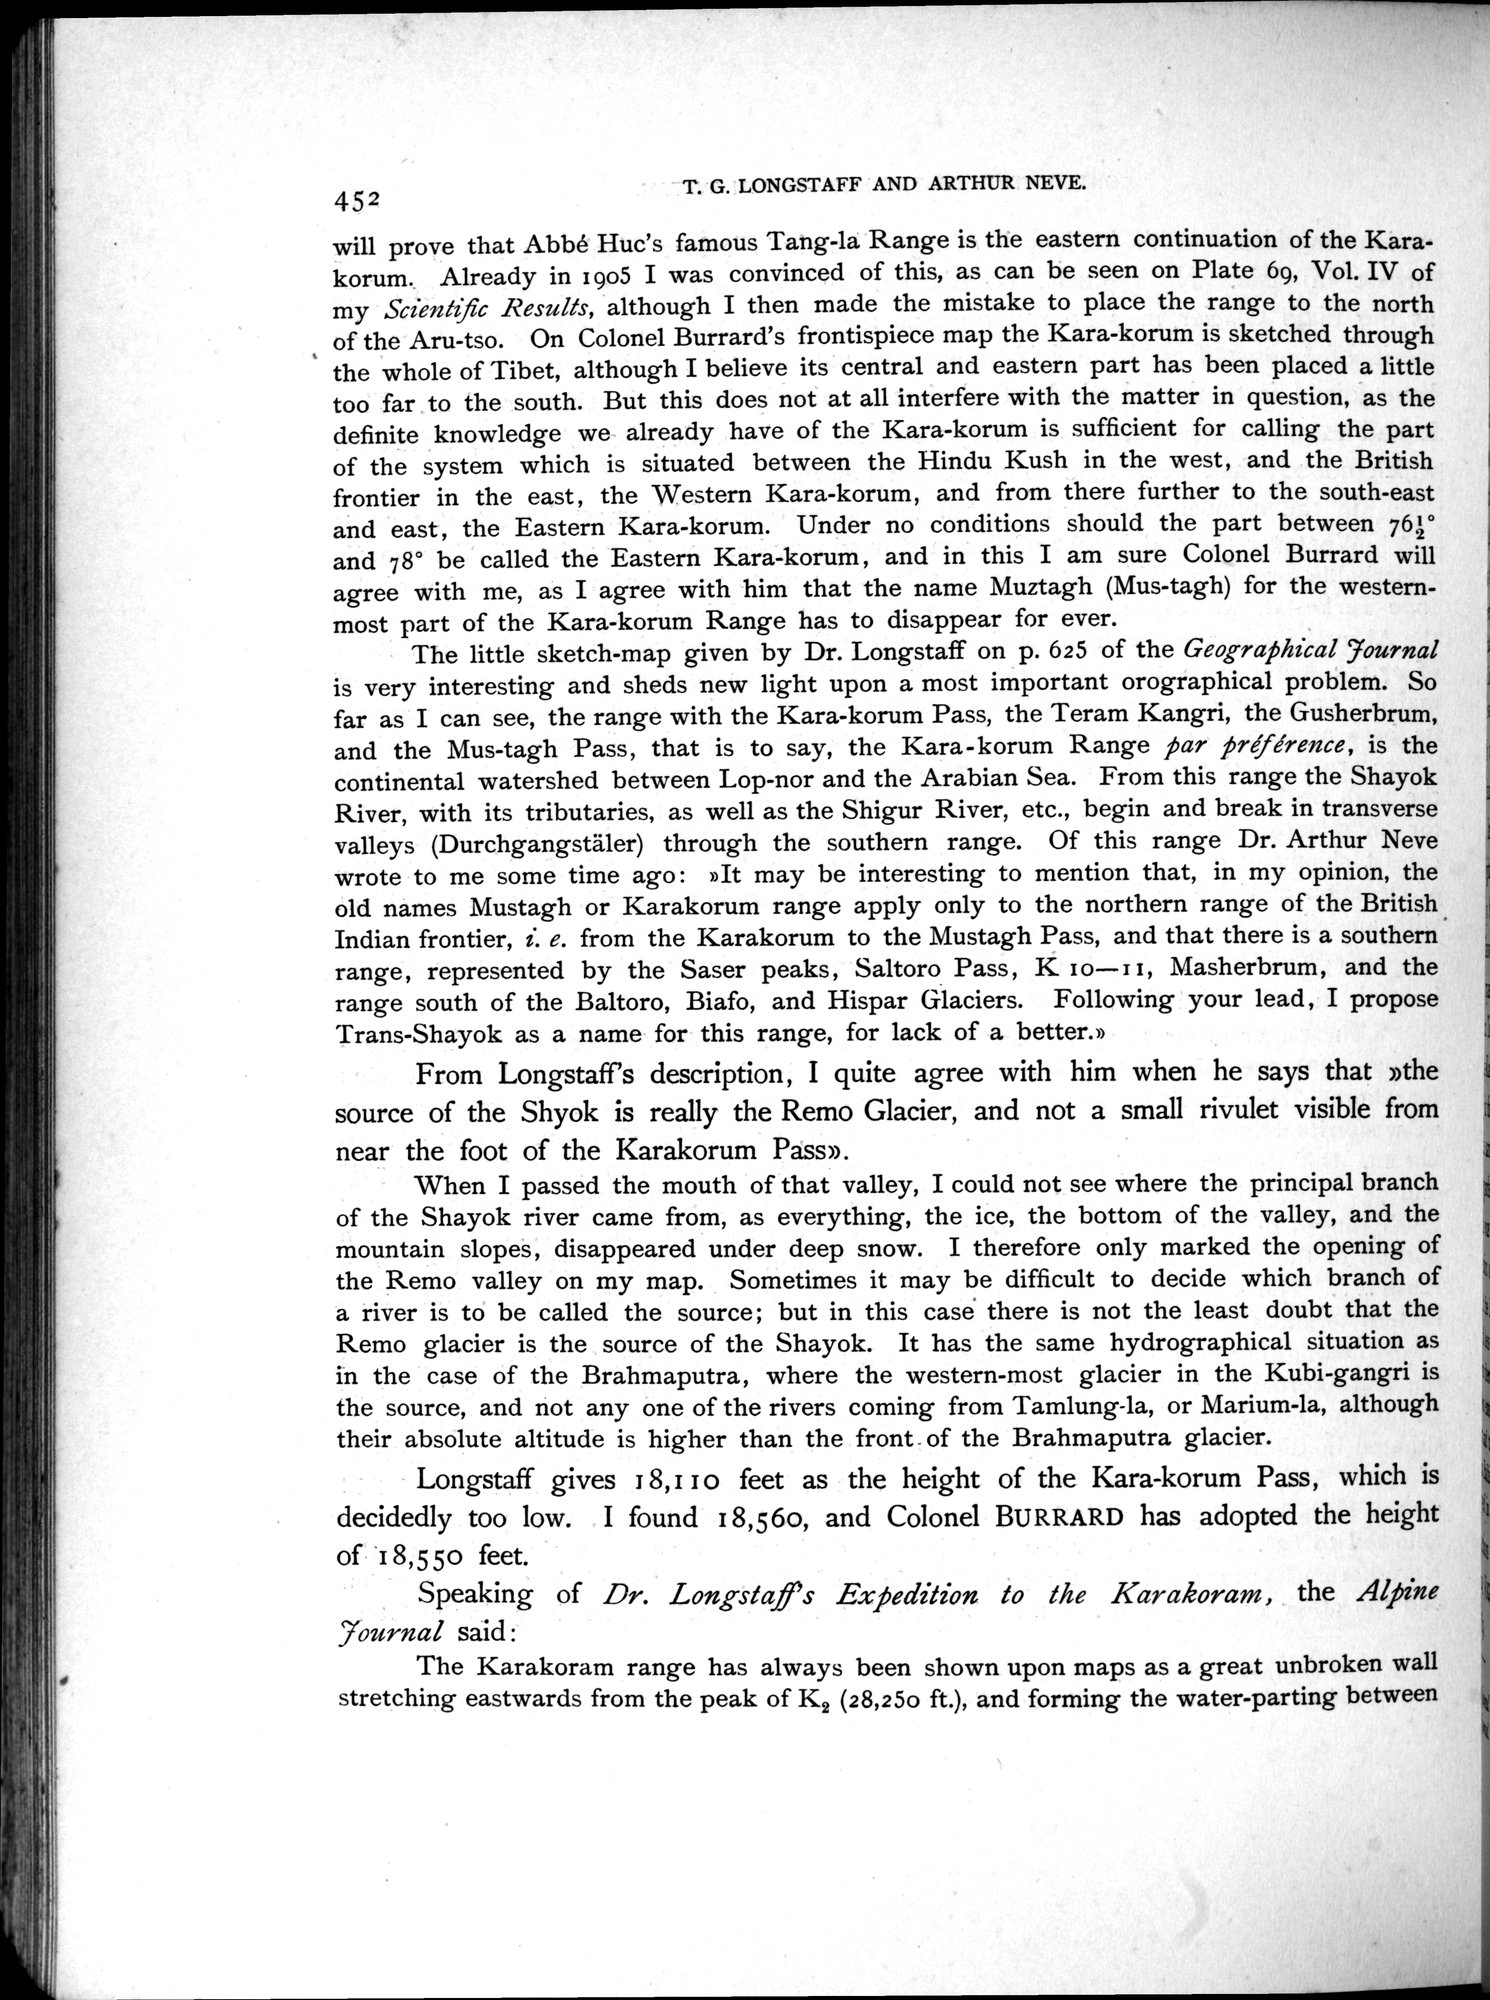 452
T. G. LONGSTAFF AND ARTHUR NEVE.
will prove that Abbé Huc's famous Tang-la Range is the eastern continuation of the Kara-
korum. Already in 1905 I was convinced of this, as can be seen on Plate 69, Vol. IV of
my Scientific Results, although I then made the mistake to place the range to the north
of the Aru-tso. On Colonel Burrard's frontispiece map the Kara-korum is sketched through
the whole of Tibet, although I believe its central and eastern part has been placed a little
too far to the south. But this does not at all interfere with the matter in question, as the
definite knowledge we already have of the Kara-korum is sufficient for calling the part
of the system which is situated between the Hindu Kush in the west, and the British
frontier in the east, the Western Kara-korum, and from there further to the south-east
and east, the Eastern Kara-korum. Under no conditions should the part between 76½°
and 78° be called the Eastern Kara-korum, and in this I am sure Colonel Burrard will
agree with me, as I agree with him that the name Muztagh (Mus-tagh) for the western-
most part of the Kara-korum Range has to disappear for ever.
The little sketch-map given by Dr. Longstaff on p. 625 of the Geographical Journal
is very interesting and sheds new light upon a most important orographical problem. So
far as I can see, the range with the Kara-korum Pass, the Teram Kangri, the Gusherbrum,
and the Mus-tagh Pass, that is to say, the Kara-korum Range par préférence, is the
continental watershed between Lop-nor and the Arabian Sea. From this range the Shayok
River, with its tributaries, as well as the Shigur River, etc., begin and break in transverse
valleys (Durchgangstäler) through the southern range. Of this range Dr. Arthur Neve
wrote to me some time ago: »It may be interesting to mention that, in my opinion, the
old names Mustagh or Karakorum range apply only to the northern range of the British
Indian frontier, i. e. from the Karakorum to the Mustagh Pass, and that there is a southern
range, represented by the Saser peaks, Saltoro Pass, K 10—11, Masherbrum, and the
range south of the Baltoro, Biafo, and Hispar Glaciers. Following your lead, I propose
Trans-Shayok as a name for this range, for lack of a better.»
From Longstaff's description, I quite agree with him when he says that »the
source of the Shyok is really the Remo Glacier, and not a small rivulet visible from
near the foot of the Karakorum Pass».
When I passed the mouth of that valley, I could not see where the principal branch
of the Shayok river came from, as everything, the ice, the bottom of the valley, and the
mountain slopes, disappeared under deep snow. I therefore only marked the opening of
the Remo valley on my map. Sometimes it may be difficult to decide which branch of
a river is to be called the source; but in this case there is not the least doubt that the
Remo glacier is the source of the Shayok. It has the same hydrographical situation as
in the case of the Brahmaputra, where the western-most glacier in the Kubi-gangri is
the source, and not any one of the rivers coming from Tamlung-la, or Marium-la, although
their absolute altitude is higher than the front of the Brahmaputra glacier.
Longstaff gives 18,110 feet as the height of the Kara-korum Pass, which is
decidedly too low. I found 18,560, and Colonel BURRARD has adopted the height
of 18,550 feet.
Speaking of Dr. Longstaff's Expedition to the Karakoram, the Alpine
Journal said:
The Karakoram range has always been shown upon maps as a great unbroken wall
stretching eastwards from the peak of K₂ (28,250 ft.), and forming the water-parting between